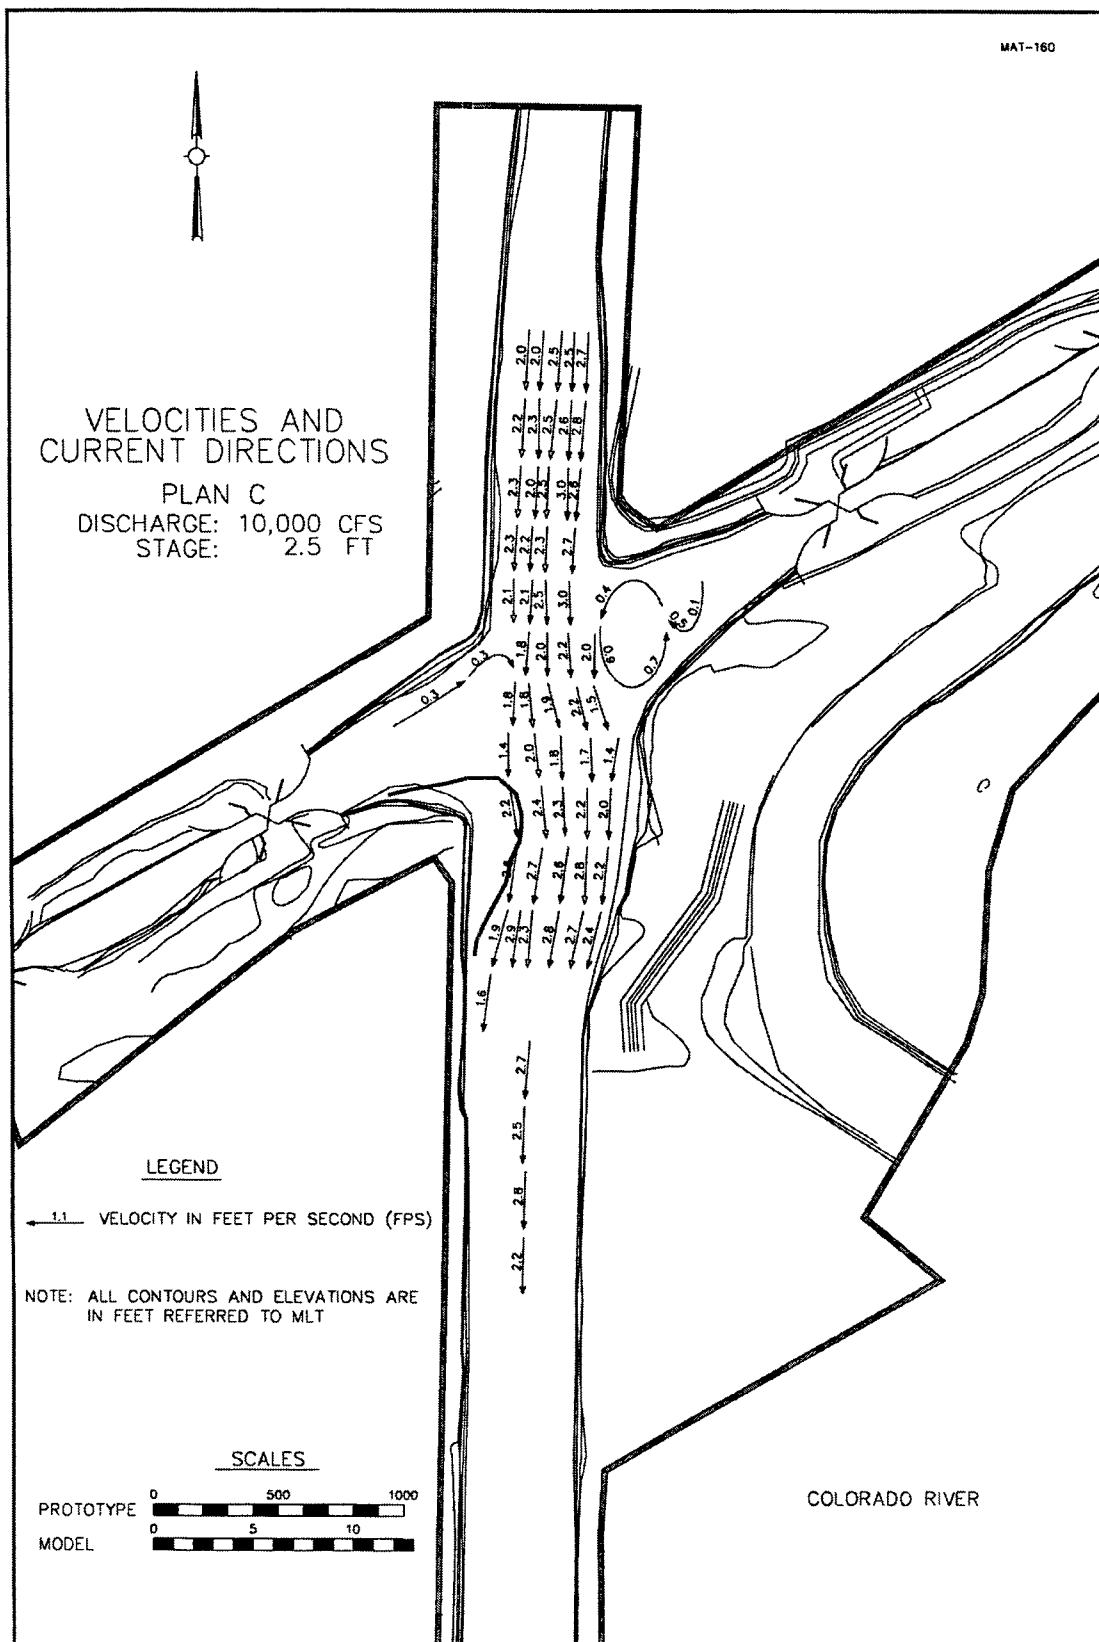 MAT-160
VELOCITIES AND
CURRENT DIRECTIONS
PLAN C
DISCHARGE: 10,000 CFS
STAGE: 2.5 FT
2.0 2.0 2.5 2.5 2.7
2.2 2.3 2.5 2.6 2.8
2.3 2.0 2.5 3.0 2.6
2.3 2.2 2.3 2.7
2.1 2.1 2.5 3.0 0.4 0.1
1.8 2.0 2.2 2.0 0.9 0.7
0.3 0.3
1.8 1.8 1.9 2.2 1.5
1.4 2.0 1.8 1.7 1.4
2.2 2.4 2.3 2.2 2.0
2.7 2.6 2.8 2.2
1.9 2.9 2.3 2.8 2.7 2.4
1.6
2.7
2.5
2.8
2.2
LEGEND
1.1 VELOCITY IN FEET PER SECOND (FPS)
NOTE: ALL CONTOURS AND ELEVATIONS ARE
IN FEET REFERRED TO MLT
SCALES
0 500 1000
PROTOTYPE
0 5 10
MODEL
COLORADO RIVER